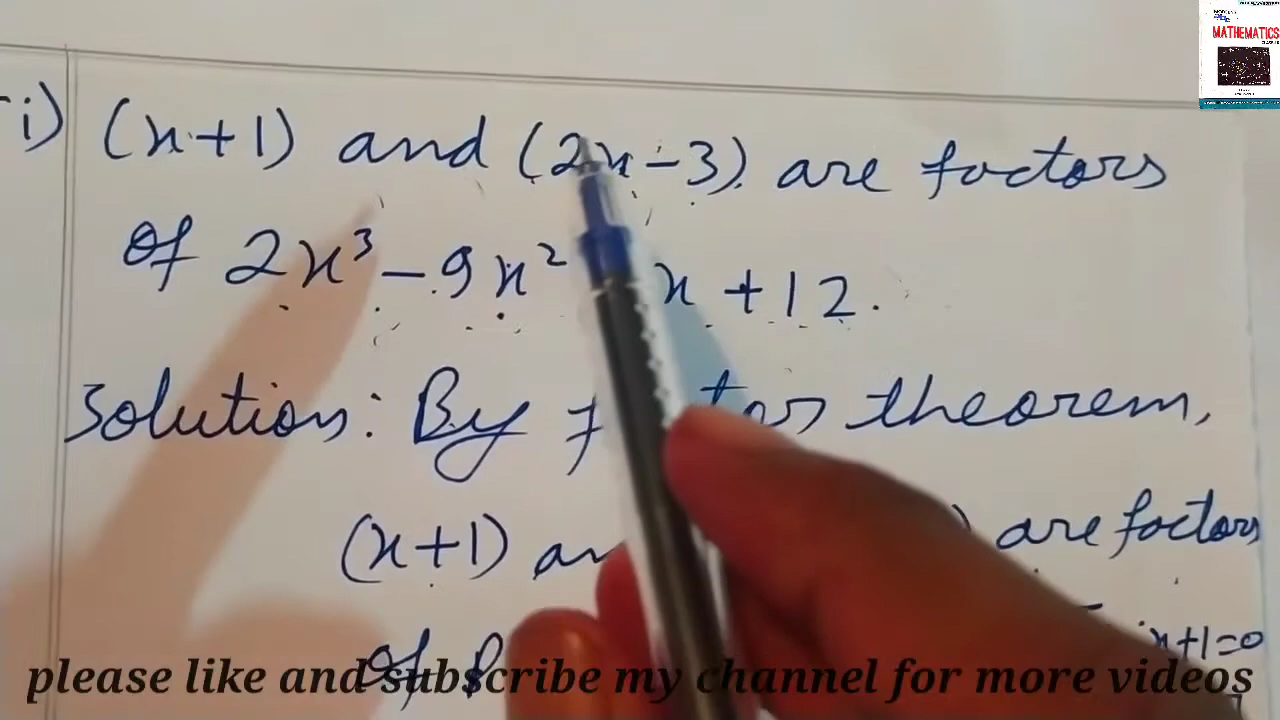 MATHEMATICS
i) (x+1) and (2x-3) are factors
of 2x³ - 9x² x + 12.
Solution: By theorem,
(x+1) are factors
of x+1=0
please like and subscribe my channel for more videos